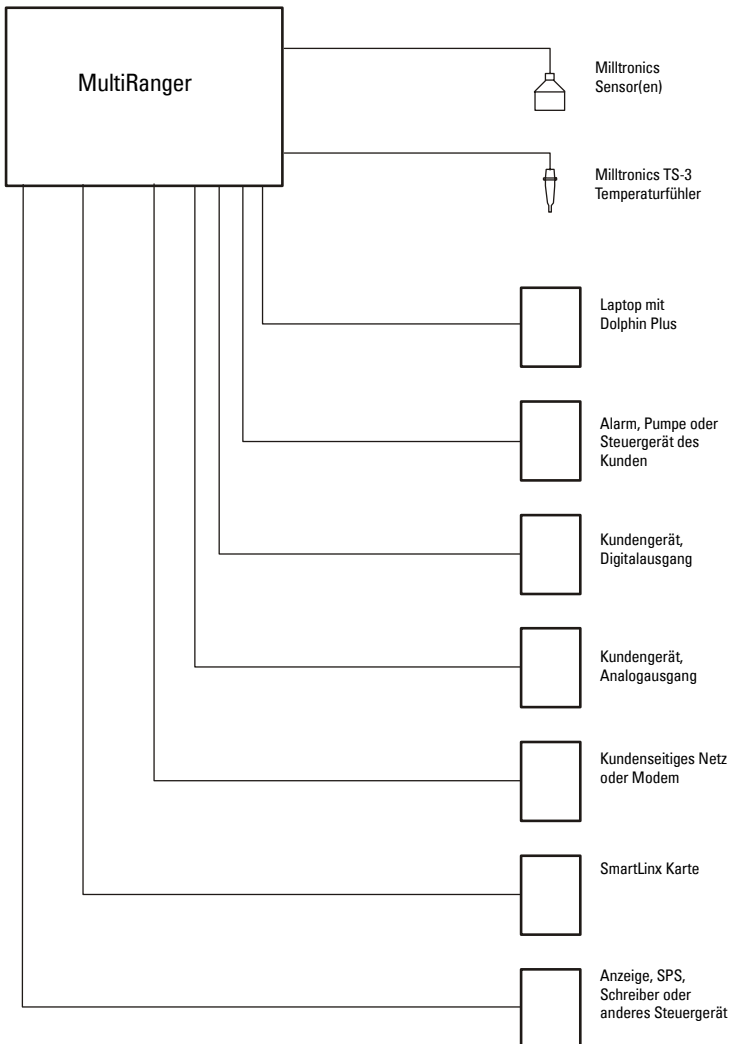 MultiRanger
Milltronics
Sensor(en)
Milltronics TS-3
Temperaturfühler
Laptop mit
Dolphin Plus
Alarm, Pumpe oder
Steuergerät des
Kunden
Kundengerät,
Digitalausgang
Kundengerät,
Analogausgang
Kundenseitiges Netz
oder Modem
SmartLinx Karte
Anzeige, SPS,
Schreiber oder
anderes Steuergerät